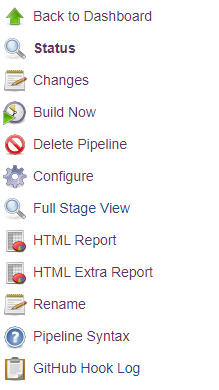 Back to Dashboard
Status
Changes
Build Now
Delete Pipeline
Configure
Full Stage View
HTML Report
HTML Extra Report
Rename
Pipeline Syntax
GitHub Hook Log